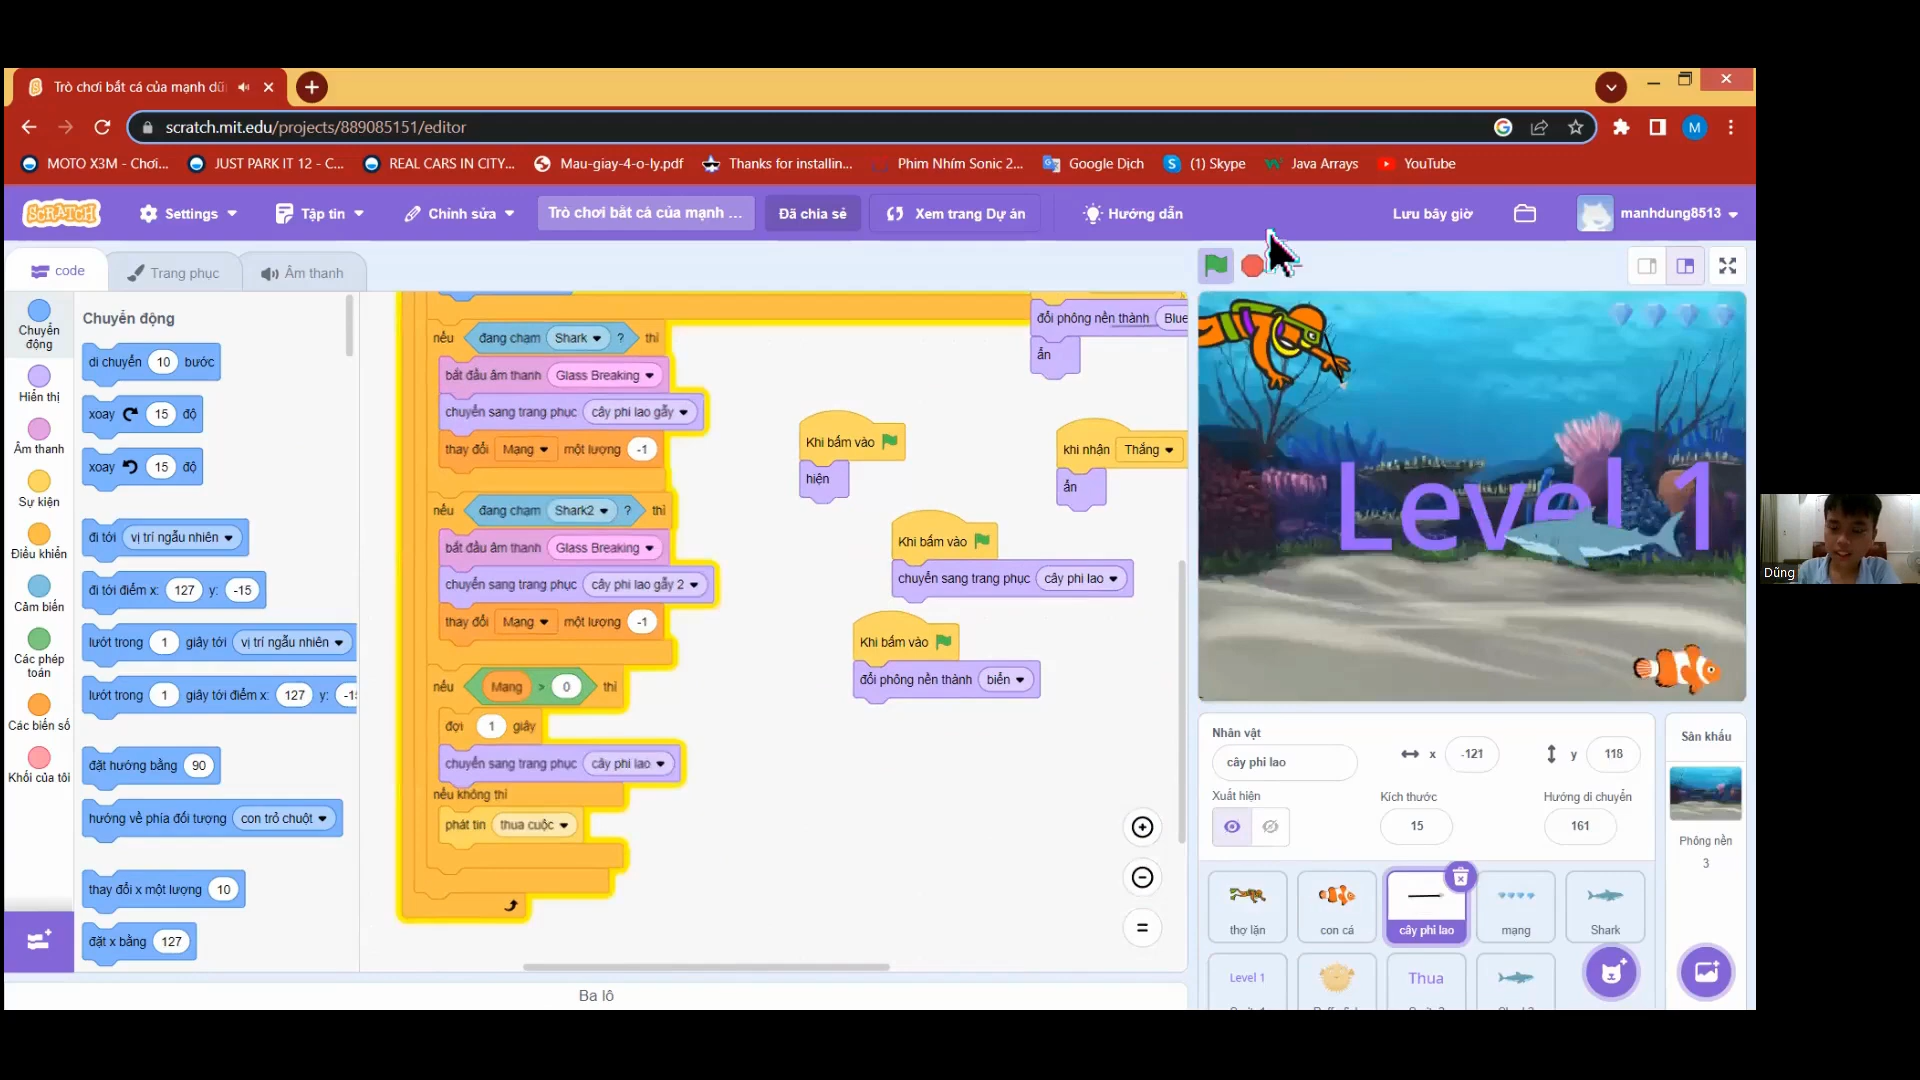 Trò chơi bắt cá của mạnh dũ
scratch.mit.edu/projects/889085151/editor
M
MOTO X3M - Chơi...
JUST PARK IT 12 - C...
REAL CARS IN CITY...
Mau-giay-4-o-ly.pdf
Thanks for installin...
Phim Nhím Sonic 2...
Google Dịch
(1) Skype
Java Arrays
YouTube
SCRATCH
Settings
Tập tin
Chỉnh sửa
Trò chơi bắt cá của mạnh ...
Đã chia sẻ
Xem trang Dự án
Hướng dẫn
Lưu bây giờ
manhdung8513
code
Trang phục
Âm thanh
Chuyển động
Hiển thị
Âm thanh
Sự kiện
Điều khiển
Cảm biến
Các phép toán
Các biến số
Khối của tôi
Chuyển động
di chuyển 10 bước
xoay 15 độ
xoay 15 độ
đi tới vị trí ngẫu nhiên
đi tới điểm x: 127 y: -15
lướt trong 1 giây tới vị trí ngẫu nhiên
lướt trong 1 giây tới điểm x: 127 y: -15
đặt hướng bằng 90
hướng về phía đối tượng con trỏ chuột
thay đổi x một lượng 10
đặt x bằng 127
nếu đang chạm Shark ? thì
bắt đầu âm thanh Glass Breaking
chuyển sang trang phục cây phi lao gẫy
thay đổi Mạng một lượng -1
nếu đang chạm Shark2 ? thì
bắt đầu âm thanh Glass Breaking
chuyển sang trang phục cây phi lao gẫy 2
thay đổi Mạng một lượng -1
nếu Mạng > 0 thì
đợi 1 giây
chuyển sang trang phục cây phi lao
nếu không thì
phát tin thua cuộc
đổi phông nền thành Blue
ẩn
Khi bấm vào
hiện
khi nhận Thắng
ẩn
Khi bấm vào
chuyển sang trang phục cây phi lao
Khi bấm vào
đổi phông nền thành biển
Level 1
Dũng
Nhân vật
cây phi lao
x -121
y 118
Xuất hiện
Kích thước
15
Hướng di chuyển
161
Sân khấu
Phông nền
3
thợ lặn
con cá
cây phi lao
mạng
Shark
Level 1
Thua
Ba lô